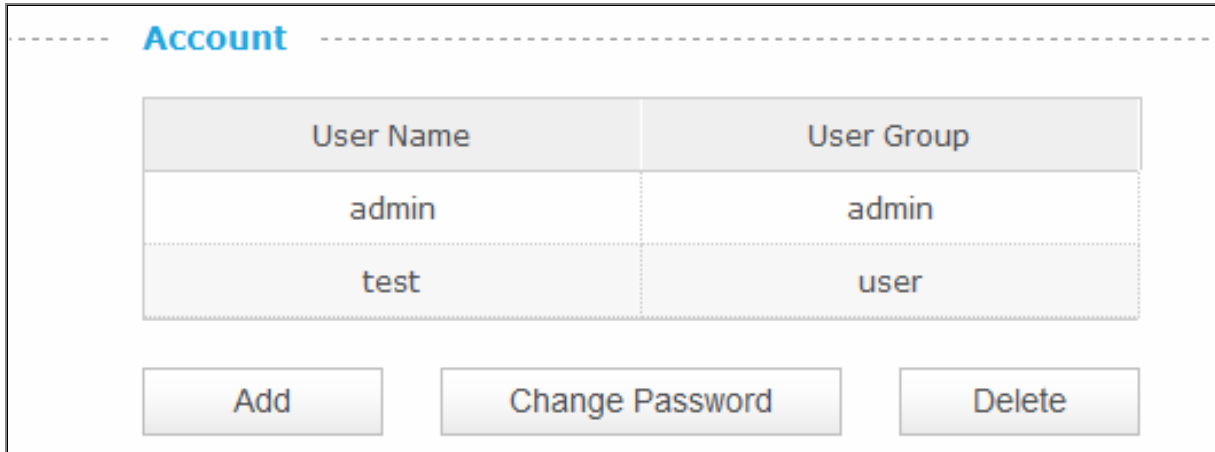 Account
User Name User Group
admin admin
test user
Add Change Password Delete